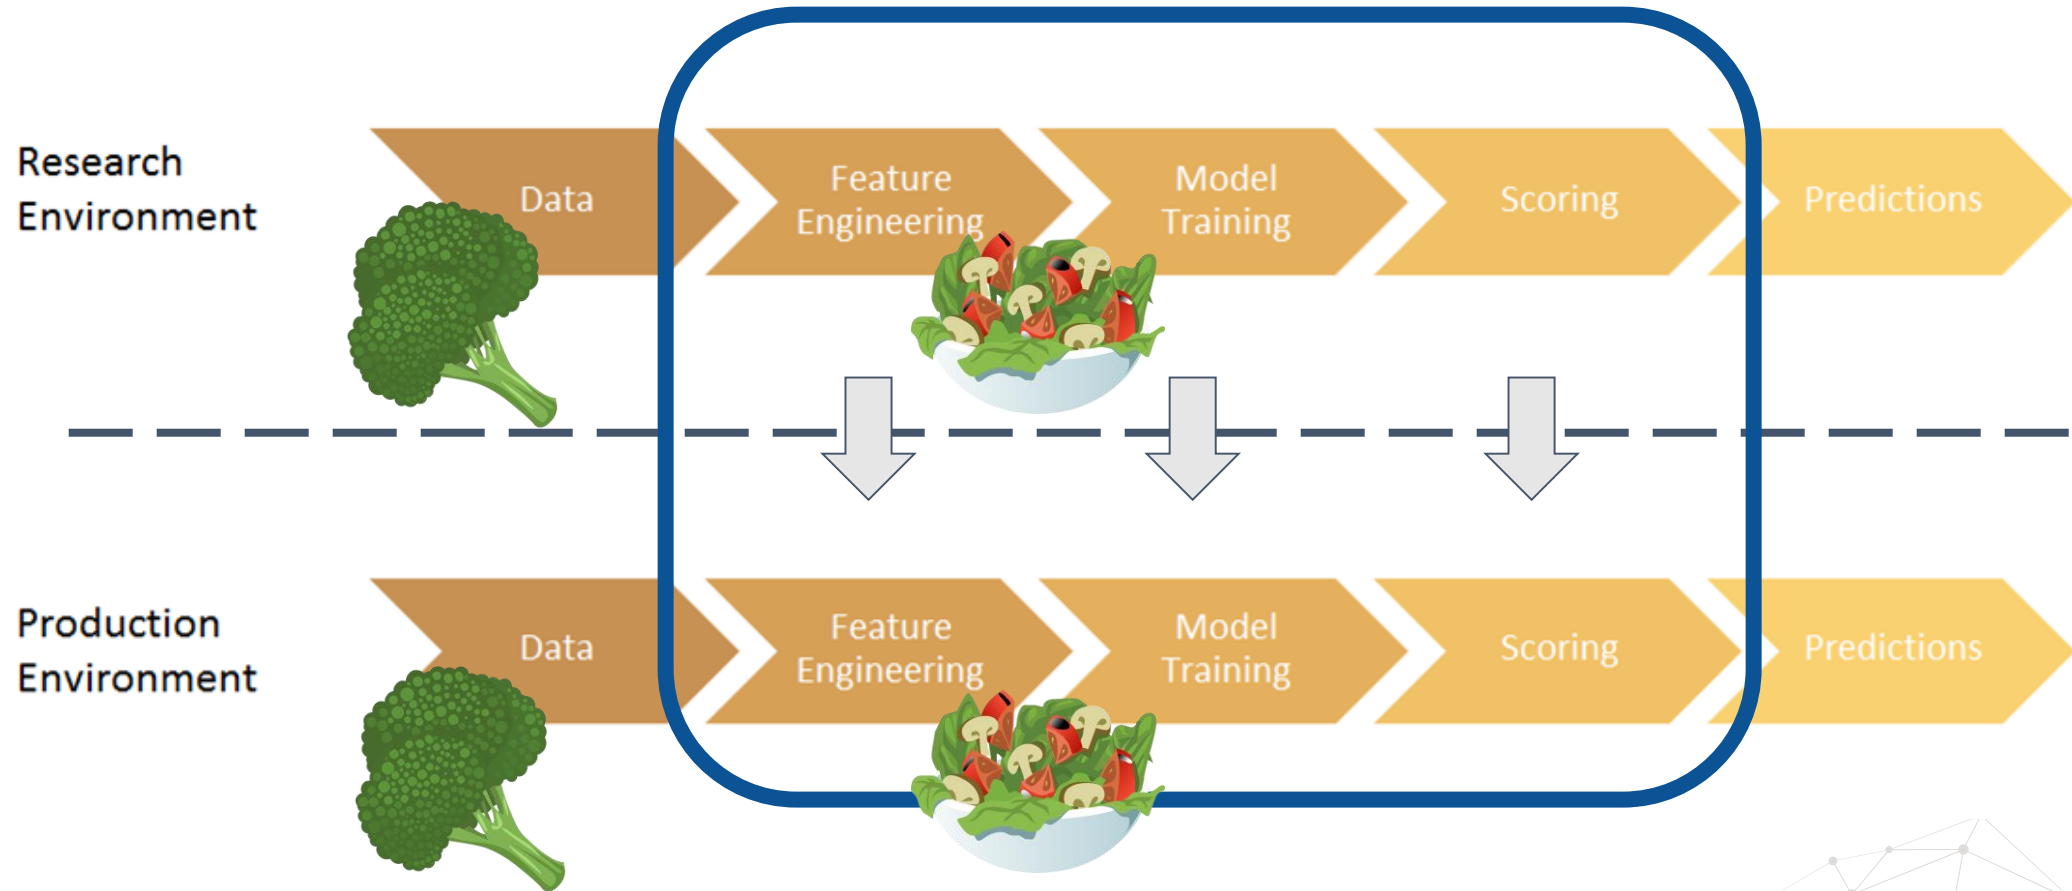 Research
Environment
Data
Feature
Engineering
Model
Training
Scoring
Predictions
Production
Environment
Data
Feature
Engineering
Model
Training
Scoring
Predictions